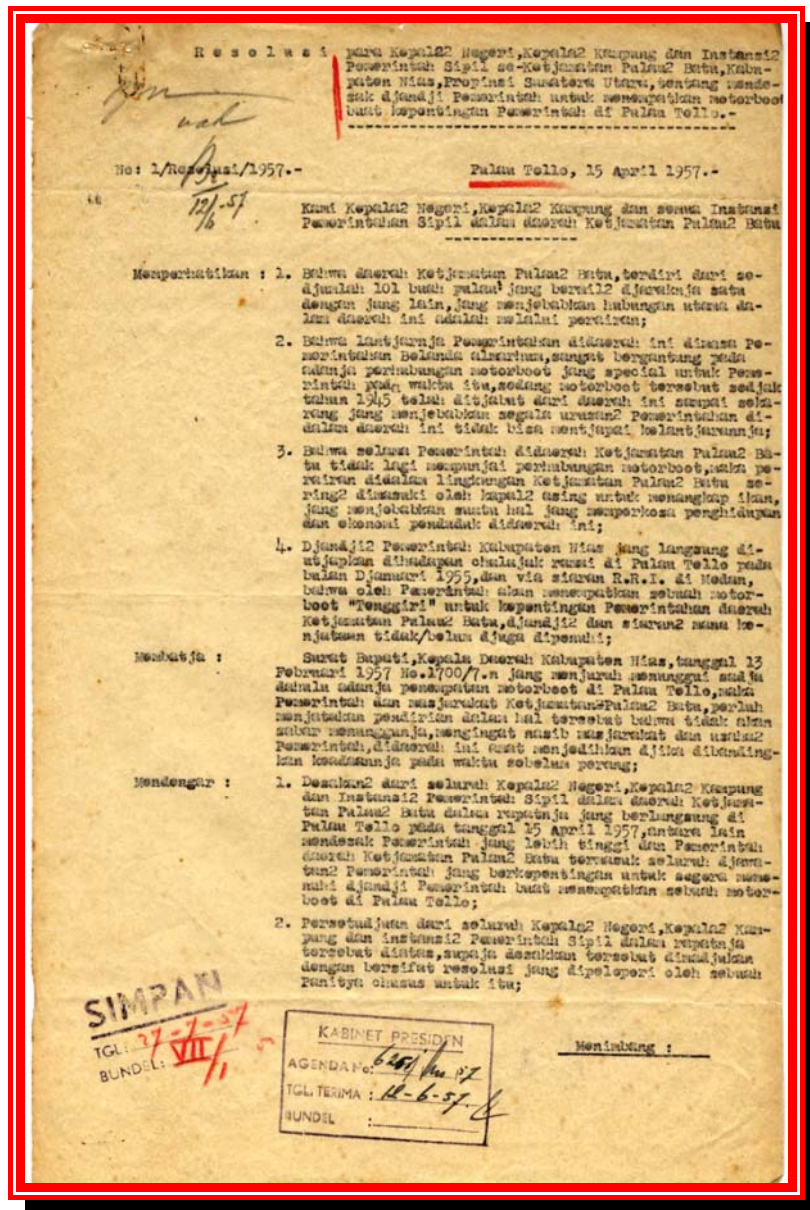 R e s o l u s i para Kepala2 Negeri,Kepala2 Kampung dan Instansi2
Pemerintah Sipil se-Ketjamatan Pulau2 Batu,Kabu-
paten Nias,Propinsi Sumatera Utara,tentang mende-
sak djandji Pemerintah untuk menempatkan motorboot
buat kepentingan Pemerintah di Pulau Tello.-
No: 1/Resolusi/1957.- Pulau Tello, 15 April 1957.-
12/6-57
Kami Kepala2 Negeri,Kepala2 Kampung dan semua Instansi
Pemerintahan Sipil dalam daerah Ketjamatan Pulau2 Batu
Memperhatikan : 1. Bahwa daerah Ketjamatan Pulau2 Batu,terdiri dari se-
djumlah 101 buah pulau2 jang bermil2 djaraknja satu
dengan jang lain,jang menjebabkan hubungan utama da-
lam daerah ini adalah melalui perairan;
2. Bahwa lantjarnja Pemerintahan didaerah ini dimasa Pe-
merintahan Belanda almarhum,sangat bergantung pada
adanja perhubungan motorboot jang special untuk Peme-
rintah pada waktu itu,sedang motorboot tersebut sedjak
tahun 1945 telah ditjabut dari daerah ini sampai seka-
rang jang menjebabkan segala urusan2 Pemerintahan di-
dalam daerah ini tidak bisa mentjapai kelantjarannja;
3. Bahwa selama Pemerintah didaerah Ketjamatan Pulau2 Ba-
tu tidak lagi mempunjai perhubungan motorboot,maka pe-
rairan didalam lingkungan Ketjamatan Pulau2 Batu se-
ring2 dimasuki oleh kapal2 asing untuk menangkap ikan,
jang menjebabkan suatu hal jang memperkosa penghidupan
dan ekonomi penduduk didaerah ini;
4. Djandji2 Pemerintah Kabupaten Nias jang langsung di-
utjapkan dihadapan chalajak ramai di Pulau Tello pada
bulan Djanuari 1955,dan via siaran R.R.I. di Medan,
bahwa oleh Pemerintah akan menempatkan sebuah motor-
boot "Tenggiri" untuk kepentingan Pemerintahan daerah
Ketjamatan Pulau2 Batu,djandji2 dan siaran2 mana ke-
njataan tidak/belum djuga dipenuhi;
Membatja : Surat Bupati,Kepala Daerah Kabupaten Nias,tanggal 13
Februari 1957 No.1700/7.n jang menjuruh menunggui sadja
dahulu adanja penempatan motorboot di Pulau Tello,maka
Pemerintah dan masjarakat Ketjamatan Pulau2 Batu,perluh
menjatakan pendirian dalam hal tersebut bahwa tidak akan
sabar menanggunja,mengingat nasib masjarakat dan usaha2
Pemerintah,didaerah ini amat menjedihkan djika dibanding-
kan keadaannja pada waktu sebelum perang;
Mendengar : 1. Desakan2 dari seluruh Kepala2 Negeri,Kepala2 Kampung
dan Instansi2 Pemerintah Sipil dalam daerah Ketjama-
tan Pulau2 Batu dalam rapatnja jang berlangsung di
Pulau Tello pada tanggal 15 April 1957,antara lain
mendesak Pemerintah jang lebih tinggi dan Pemerintah
daerah Ketjamatan Pulau2 Batu termasuk seluruh djawa-
tan2 Pemerintah jang berkepentingan untuk segera meme-
nuhi djandji Pemerintah buat menempatkan sebuah motor-
boot di Pulau Tello;
2. Persetudjuan dari seluruh Kepala2 Negeri,Kepala2 Kam-
pung dan instansi2 Pemerintah Sipil dalam rapatnja
tersebut diatas,supaja desakkan tersebut dimadjukan
dengan bersifat resolusi jang dipelopori oleh sebuah
Panitya chusus untuk itu;
SIMPAN
TGL: 27-7-57
BUNDEL: VII/1
KABINET PRESIDEN
AGENDA No:
TGL. TERIMA : 12-6-57
BUNDEL :
Menimbang :